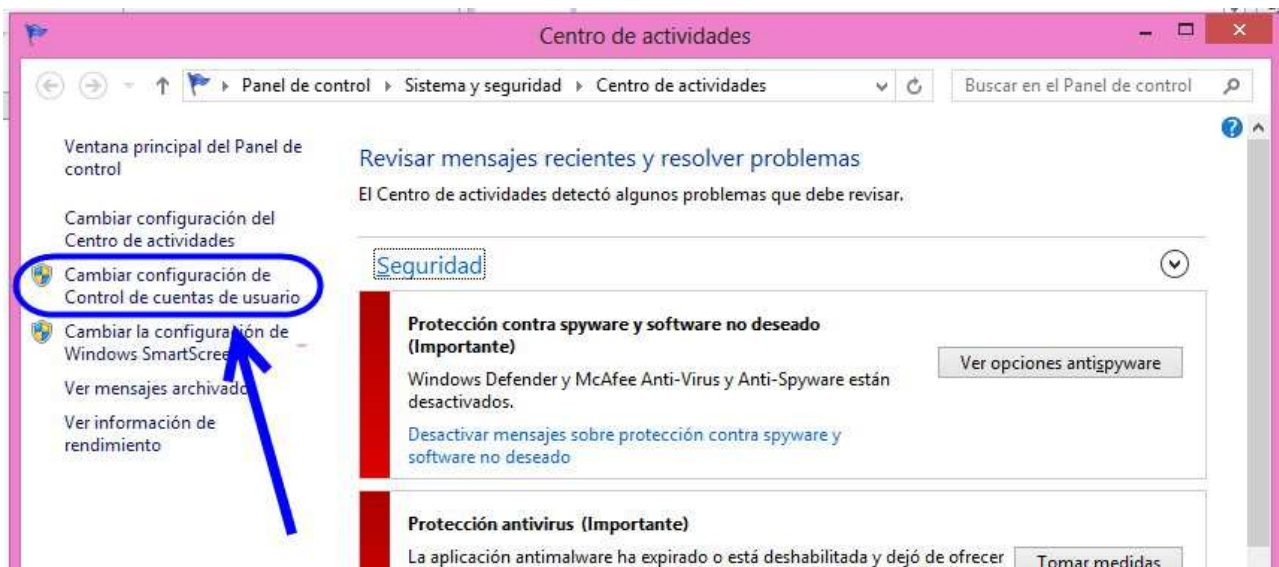 Centro de actividades
Panel de control Sistema y seguridad Centro de actividades
Buscar en el Panel de control
Ventana principal del Panel de
control
Cambiar configuración del
Centro de actividades
Cambiar configuración de
Control de cuentas de usuario
Cambiar la configuración de
Windows SmartScreen
Ver mensajes archivados
Ver información de
rendimiento
Revisar mensajes recientes y resolver problemas
El Centro de actividades detectó algunos problemas que debe revisar.
Seguridad
Protección contra spyware y software no deseado
(Importante)
Windows Defender y McAfee Anti-Virus y Anti-Spyware están
desactivados.
Desactivar mensajes sobre protección contra spyware y
software no deseado
Ver opciones antispyware
Protección antivirus (Importante)
La aplicación antimalware ha expirado o está deshabilitada y dejó de ofrecer
Tomar medidas